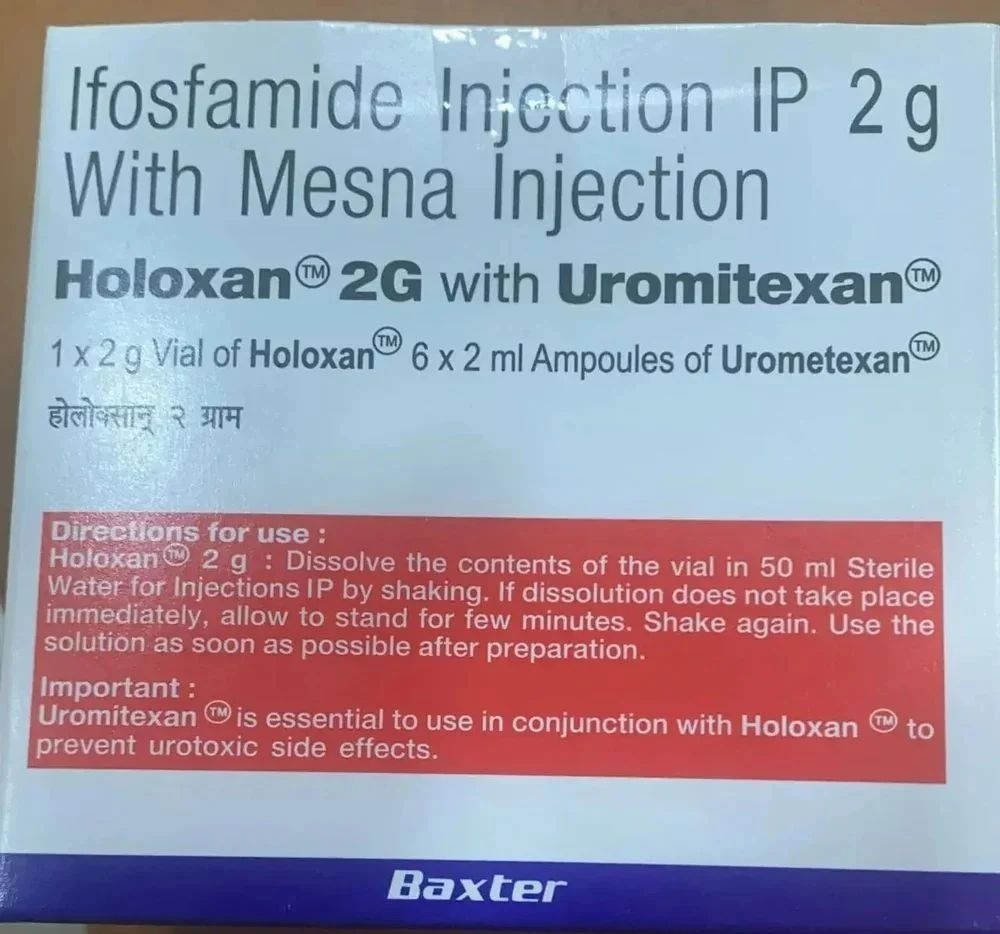 Ifosfamide Injection IP 2 g
With Mesna Injection
Holoxan™ 2G with Uromitexan™
1 x 2 g Vial of Holoxan™ 6 x 2 ml Ampoules of Urometexan™
होलोक्सान् २ ग्राम
Directions for use :
Holoxan™ 2 g : Dissolve the contents of the vial in 50 ml Sterile
Water for Injections IP by shaking. If dissolution does not take place
immediately, allow to stand for few minutes. Shake again. Use the
solution as soon as possible after preparation.
Important :
Uromitexan ™ is essential to use in conjunction with Holoxan ™ to
prevent urotoxic side effects.
Baxter